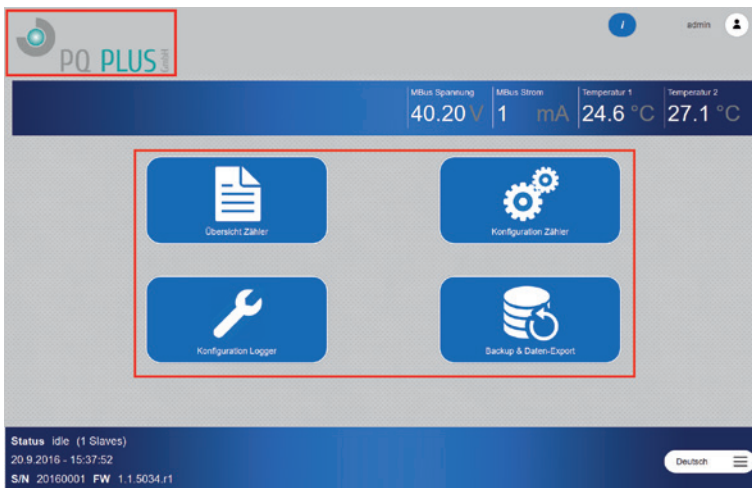 i
admin
PQ PLUS GmbH
MBus Spannung
40.20 V
MBus Strom
1 mA
Temperatur 1
24.6 °C
Temperatur 2
27.1 °C
Übersicht Zähler
Konfiguration Zähler
Konfiguration Logger
Backup & Daten-Export
Status idle (1 Slaves)
20.9.2016 - 15:37:52
S/N 20160001 FW 1.1.5034.r1
Deutsch